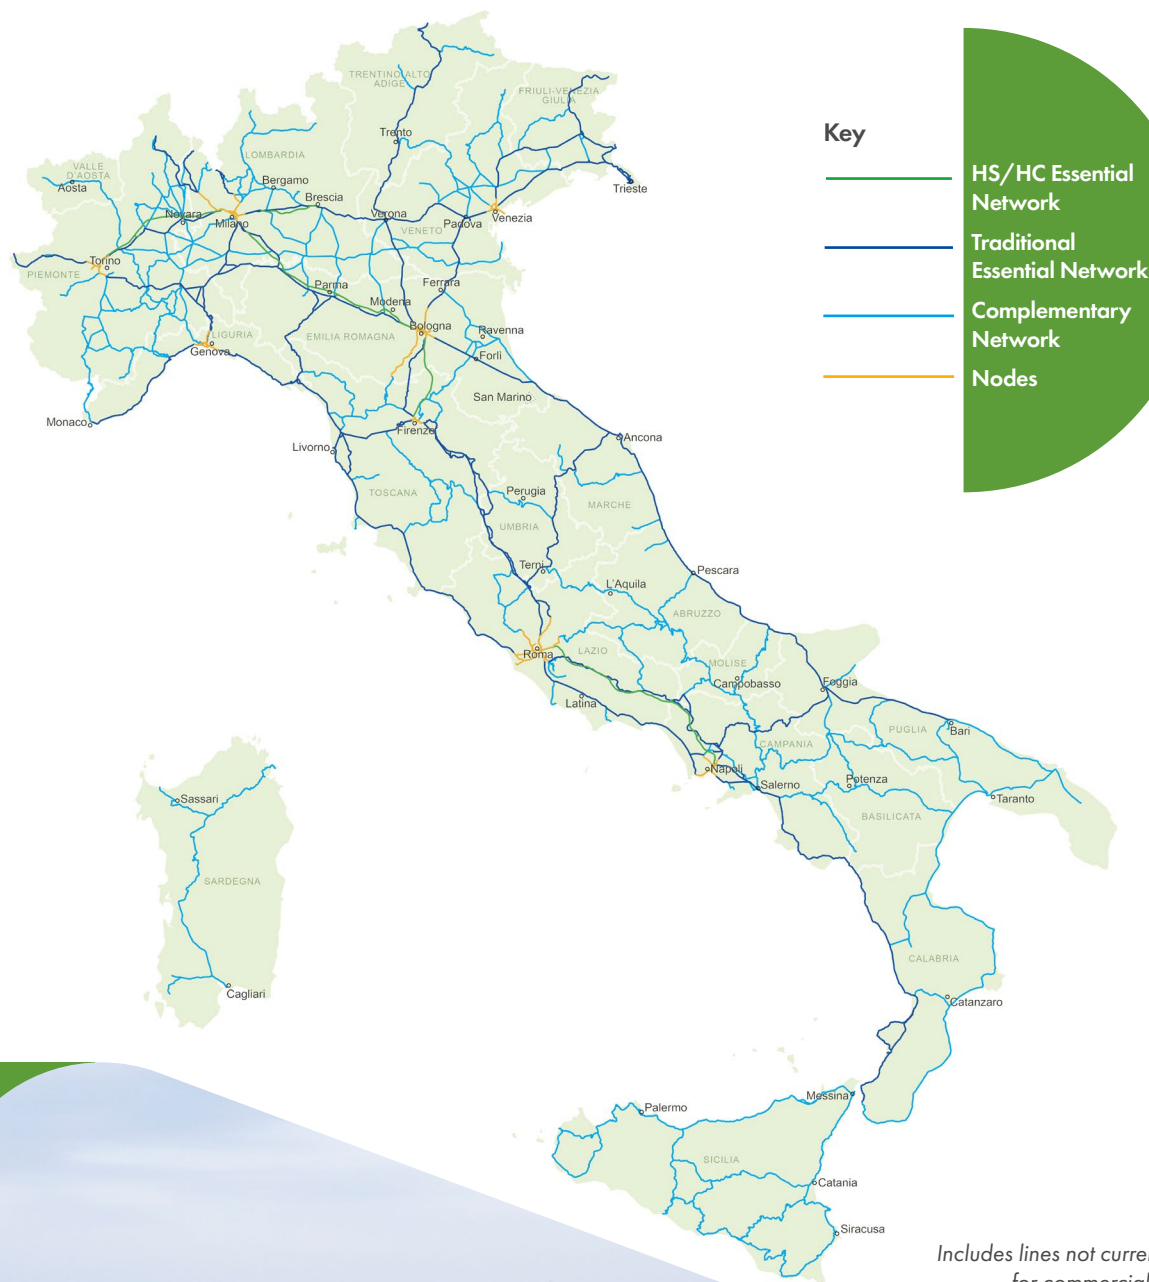 Key
HS/HC Essential
Network
Traditional
Essential Network
Complementary
Network
Nodes
TRENTINO ALTO
ADIGE
FRIULI-VENEZIA
GIULIA
Trento
LOMBARDIA
VALLE
D'AOSTA
Aosta
Bergamo
Brescia
Trieste
Novara
Milano
Verona
Padova
Venezia
VENETO
Torino
PIEMONTE
Parma
Ferrara
Modena
Bologna
Ravenna
EMILIA ROMAGNA
LIGURIA
Genova
Forlì
San Marino
Monaco
Firenze
Livorno
Ancona
TOSCANA
Perugia
MARCHE
UMBRIA
Terni
L'Aquila
Pescara
ABRUZZO
Roma
LAZIO
MOLISE
Campobasso
Foggia
Latina
PUGLIA
Bari
CAMPANIA
Napoli
Salerno
Potenza
Taranto
BASILICATA
Sassari
SARDEGNA
CALABRIA
Cagliari
Catanzaro
Messina
Palermo
SICILIA
Catania
Siracusa
Includes lines not curre
for commercial